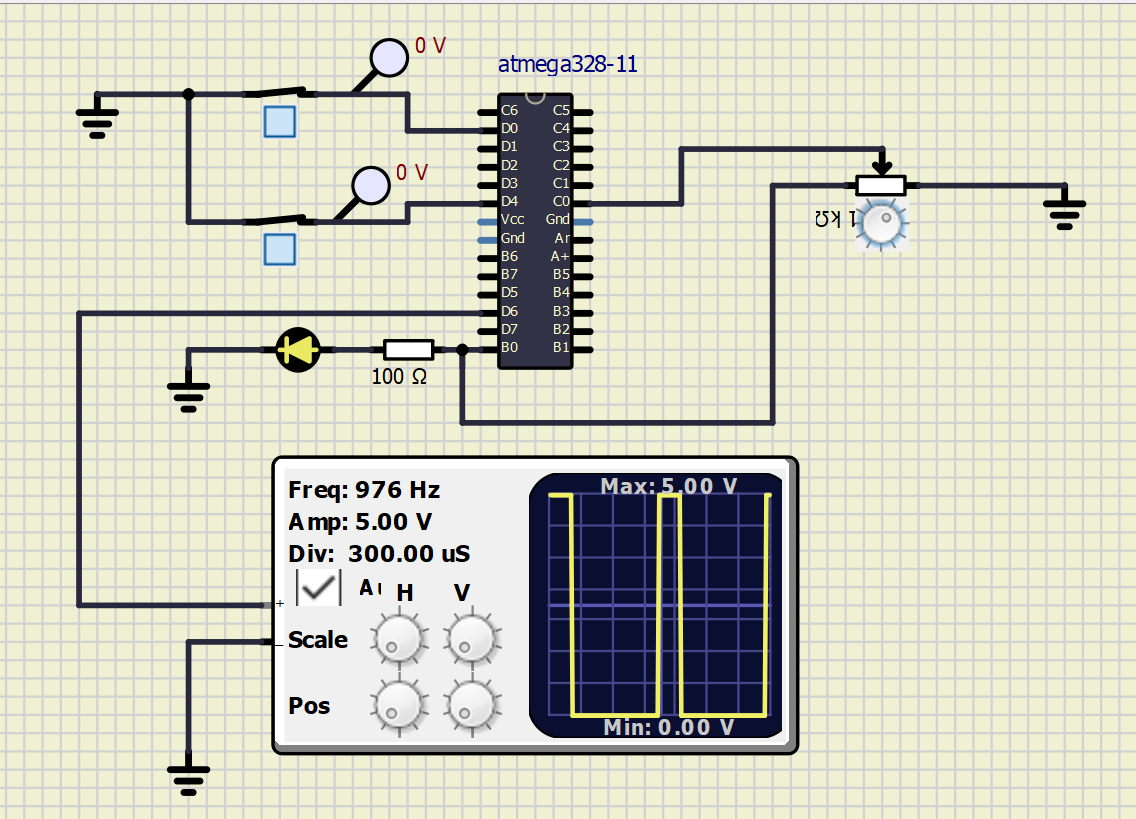 0 V
atmega328-11
0 V
C6 C5
D0 C4
D1 C3
D2 C2
D3 C1
D4 C0
Vcc Gnd
Gnd Ar
B6 A+
B7 B5
D5 B4
D6 B3
D7 B2
B0 B1
1 kΩ
100 Ω
Freq: 976 Hz
Amp: 5.00 V
Div: 300.00 uS
Au H V
+
Scale
–
Pos
Max: 5.00 V
Min: 0.00 V